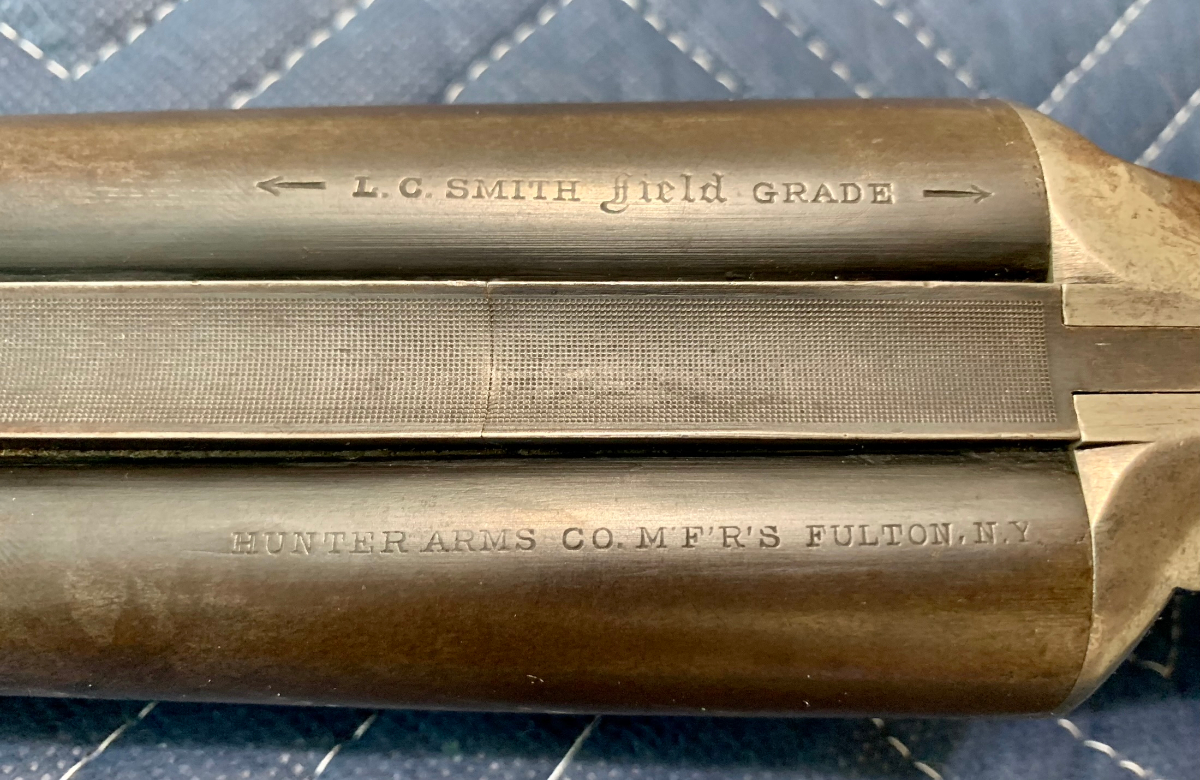 L. C. SMITH field GRADE
HUNTER ARMS CO. M'F'R'S FULTON, N.Y.